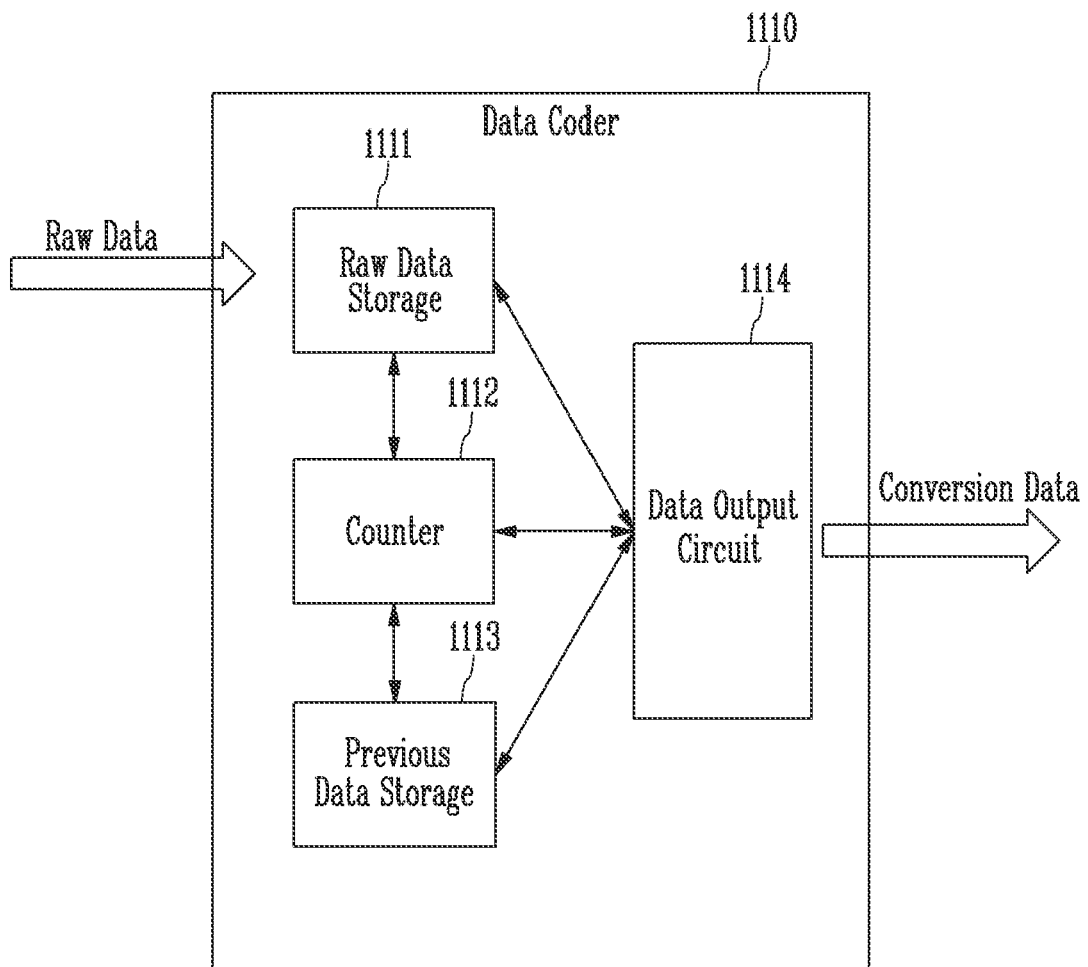 1110
Data Coder
1111
Raw Data
Raw Data
Storage
1114
1112
Counter
Data Output
Circuit
Conversion Data
1113
Previous
Data Storage